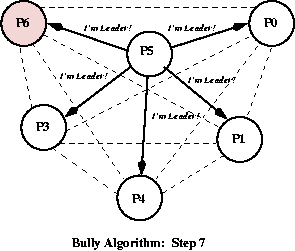 P6
P0
I'm Leader!
I'm Leader!
P5
I'm Leader!
I'm Leader!
P3
I'm Leader!
P1
P4
Bully Algorithm: Step 7